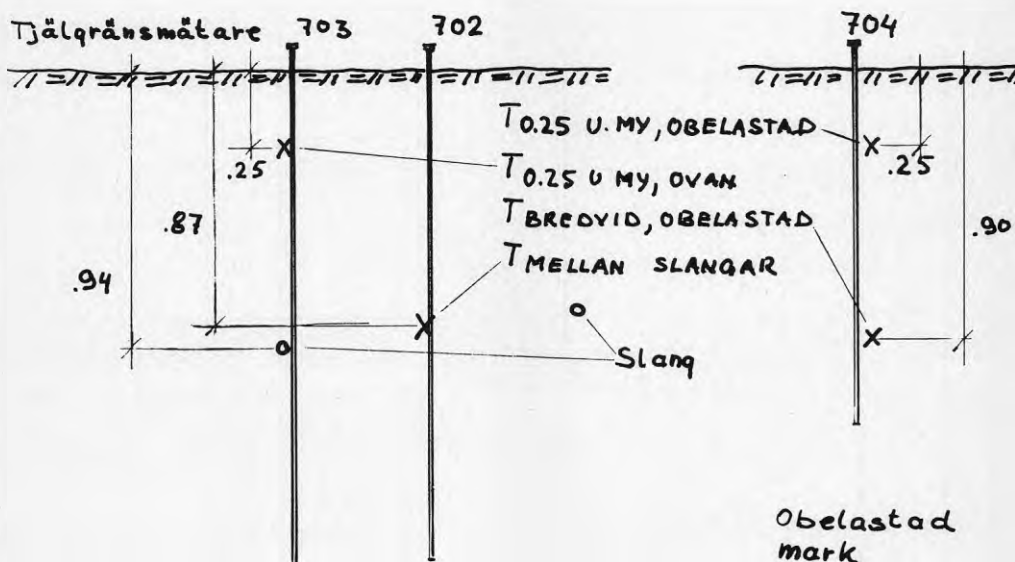 Tjälgränsmätare 703 702 704
T0.25 U. MY, OBELASTAD
.25
T0.25 U MY, OVAN
.25
TBREDVID, OBELASTAD
.87
.90
TMELLAN SLANGAR
.94
Slang
Obelastad
mark